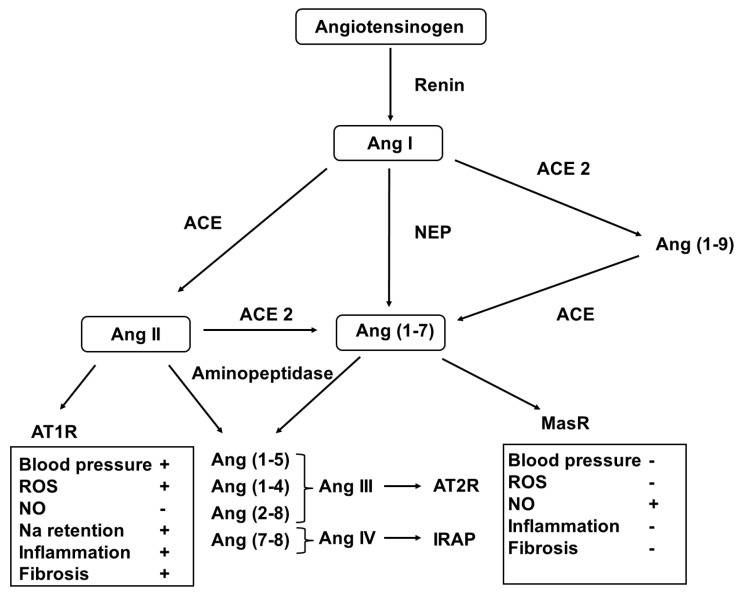 Angiotensinogen
Renin
Ang I
ACE 2
ACE
NEP
Ang (1-9)
ACE 2
ACE
Ang II
Ang (1-7)
Aminopeptidase
AT1R
MasR
Blood pressure +
ROS +
NO -
Na retention +
Inflammation +
Fibrosis +
Ang (1-5)
Ang (1-4)
Ang (2-8)
Ang (7-8)
Ang III
AT2R
Ang IV
IRAP
Blood pressure -
ROS -
NO +
Inflammation -
Fibrosis -